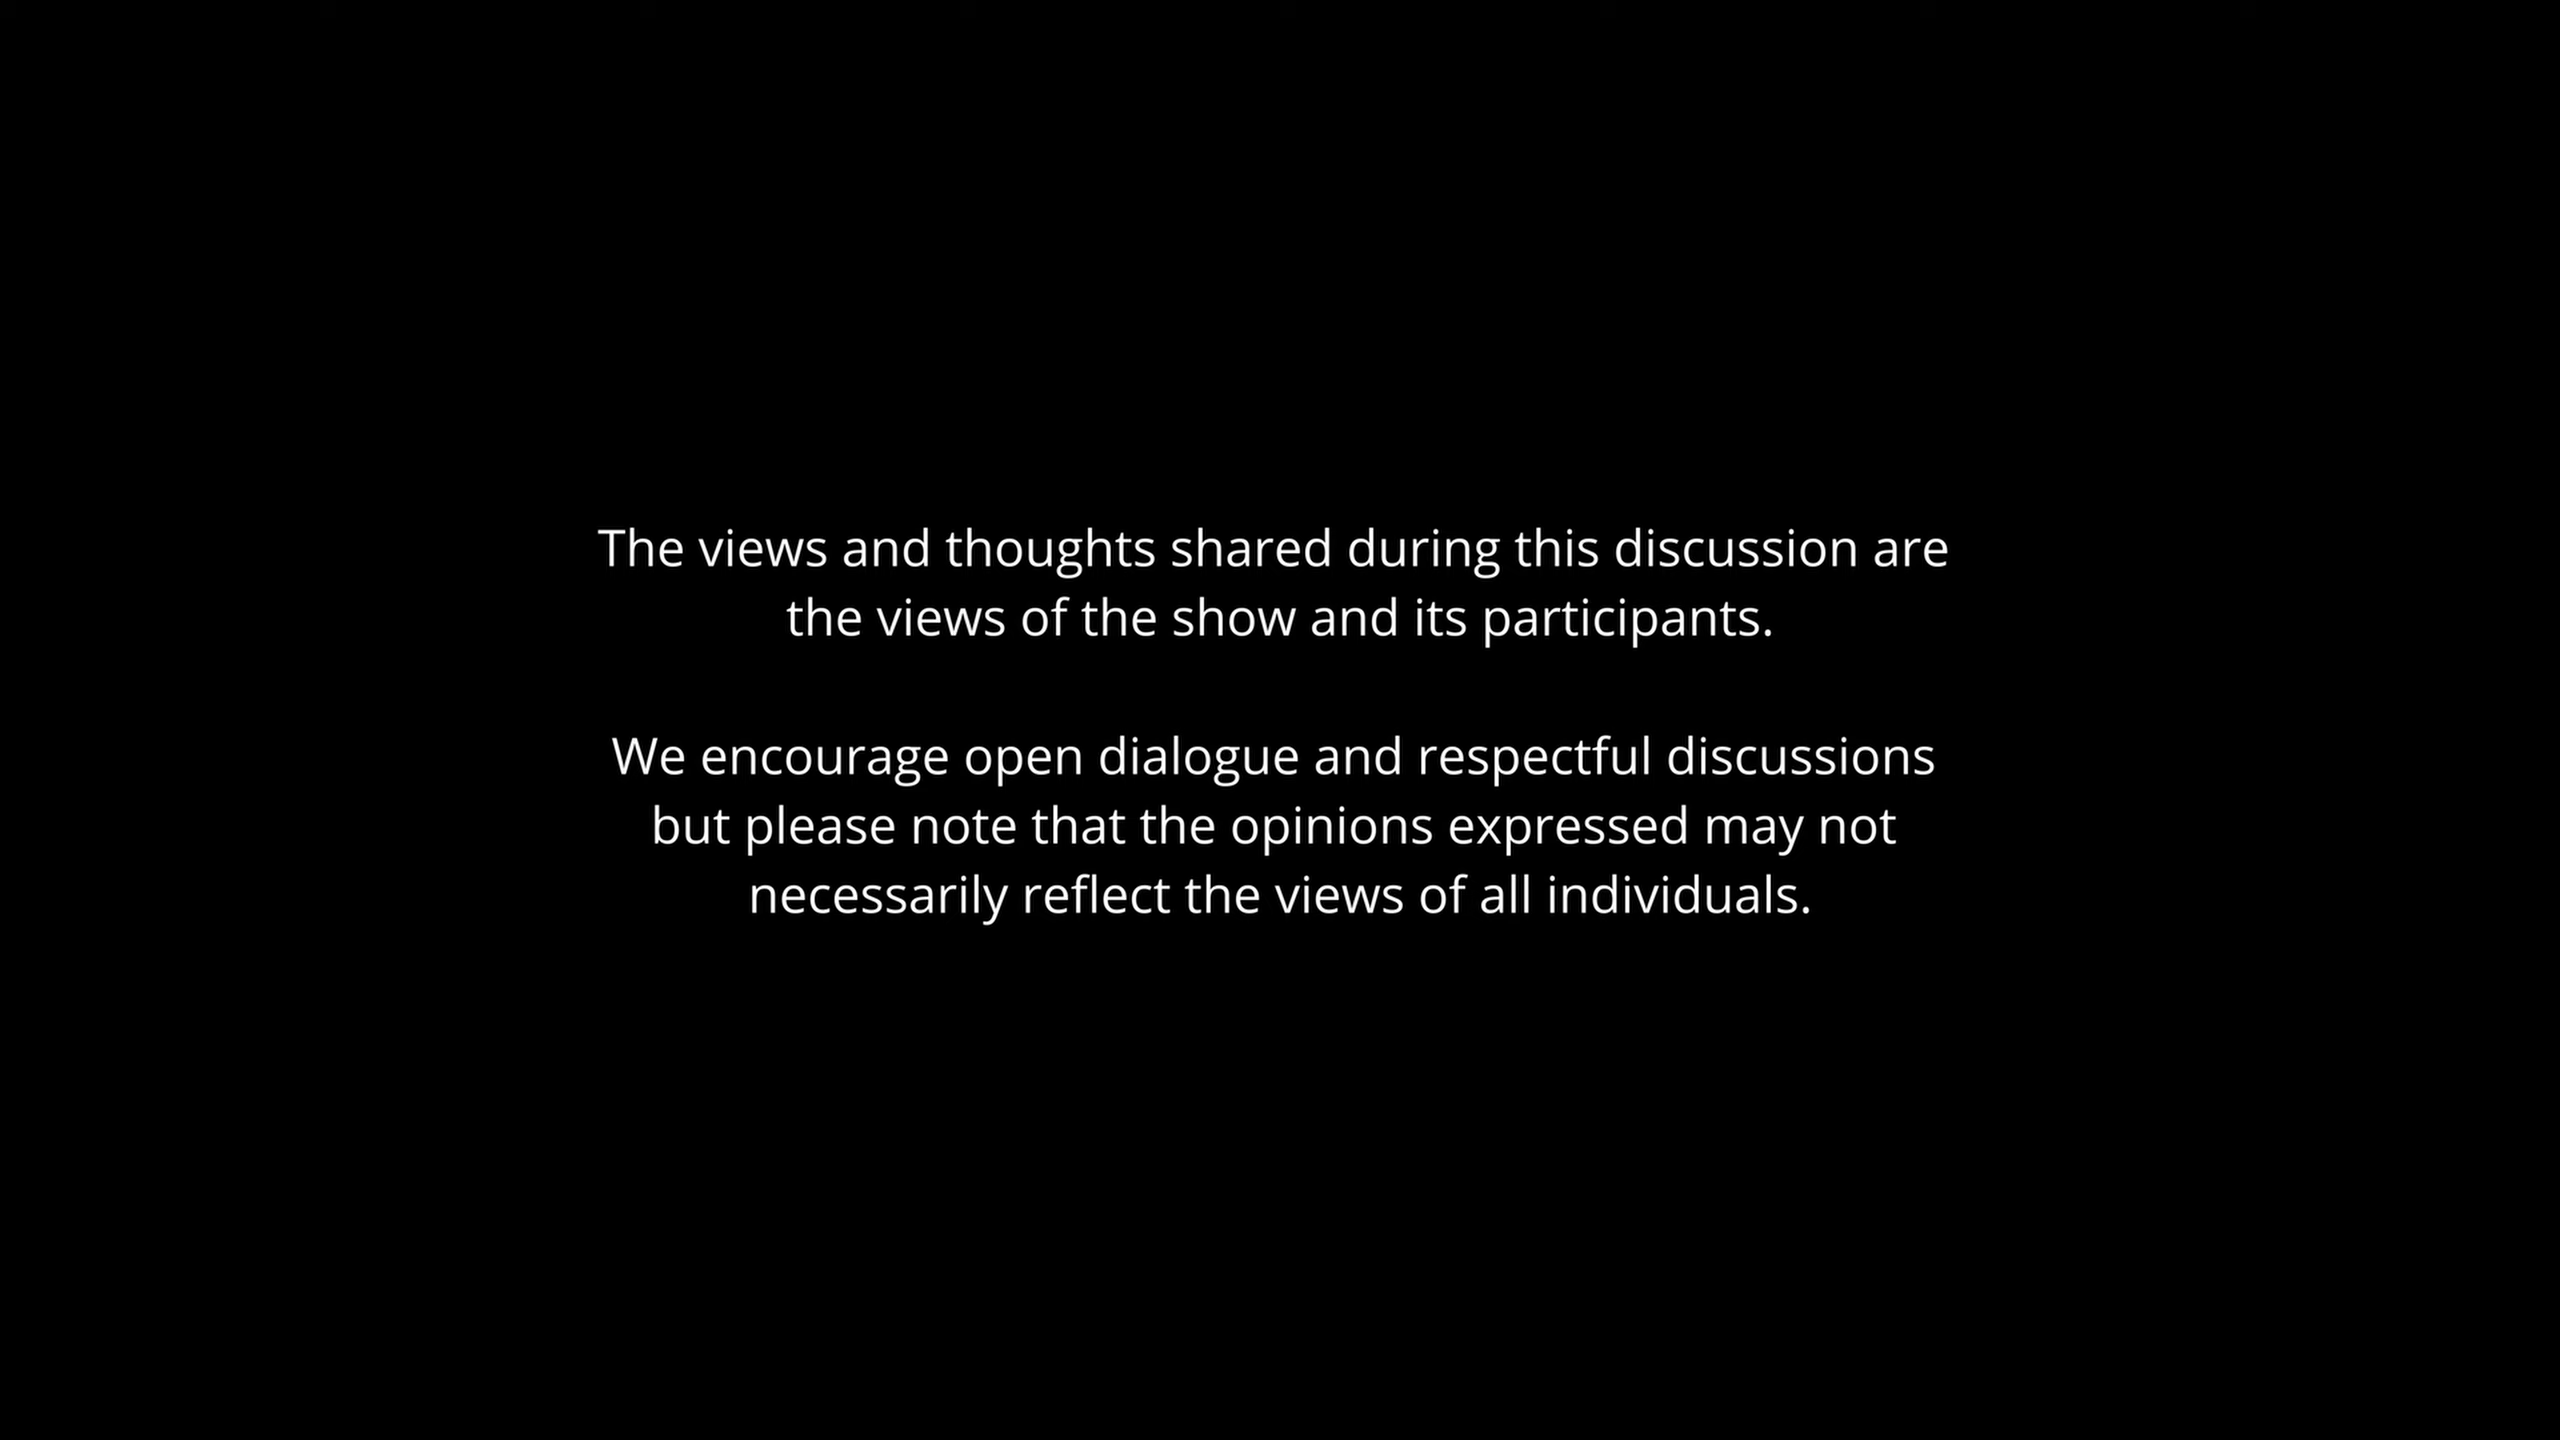 The views and thoughts shared during this discussion are
the views of the show and its participants.
We encourage open dialogue and respectful discussions
but please note that the opinions expressed may not
necessarily reflect the views of all individuals.